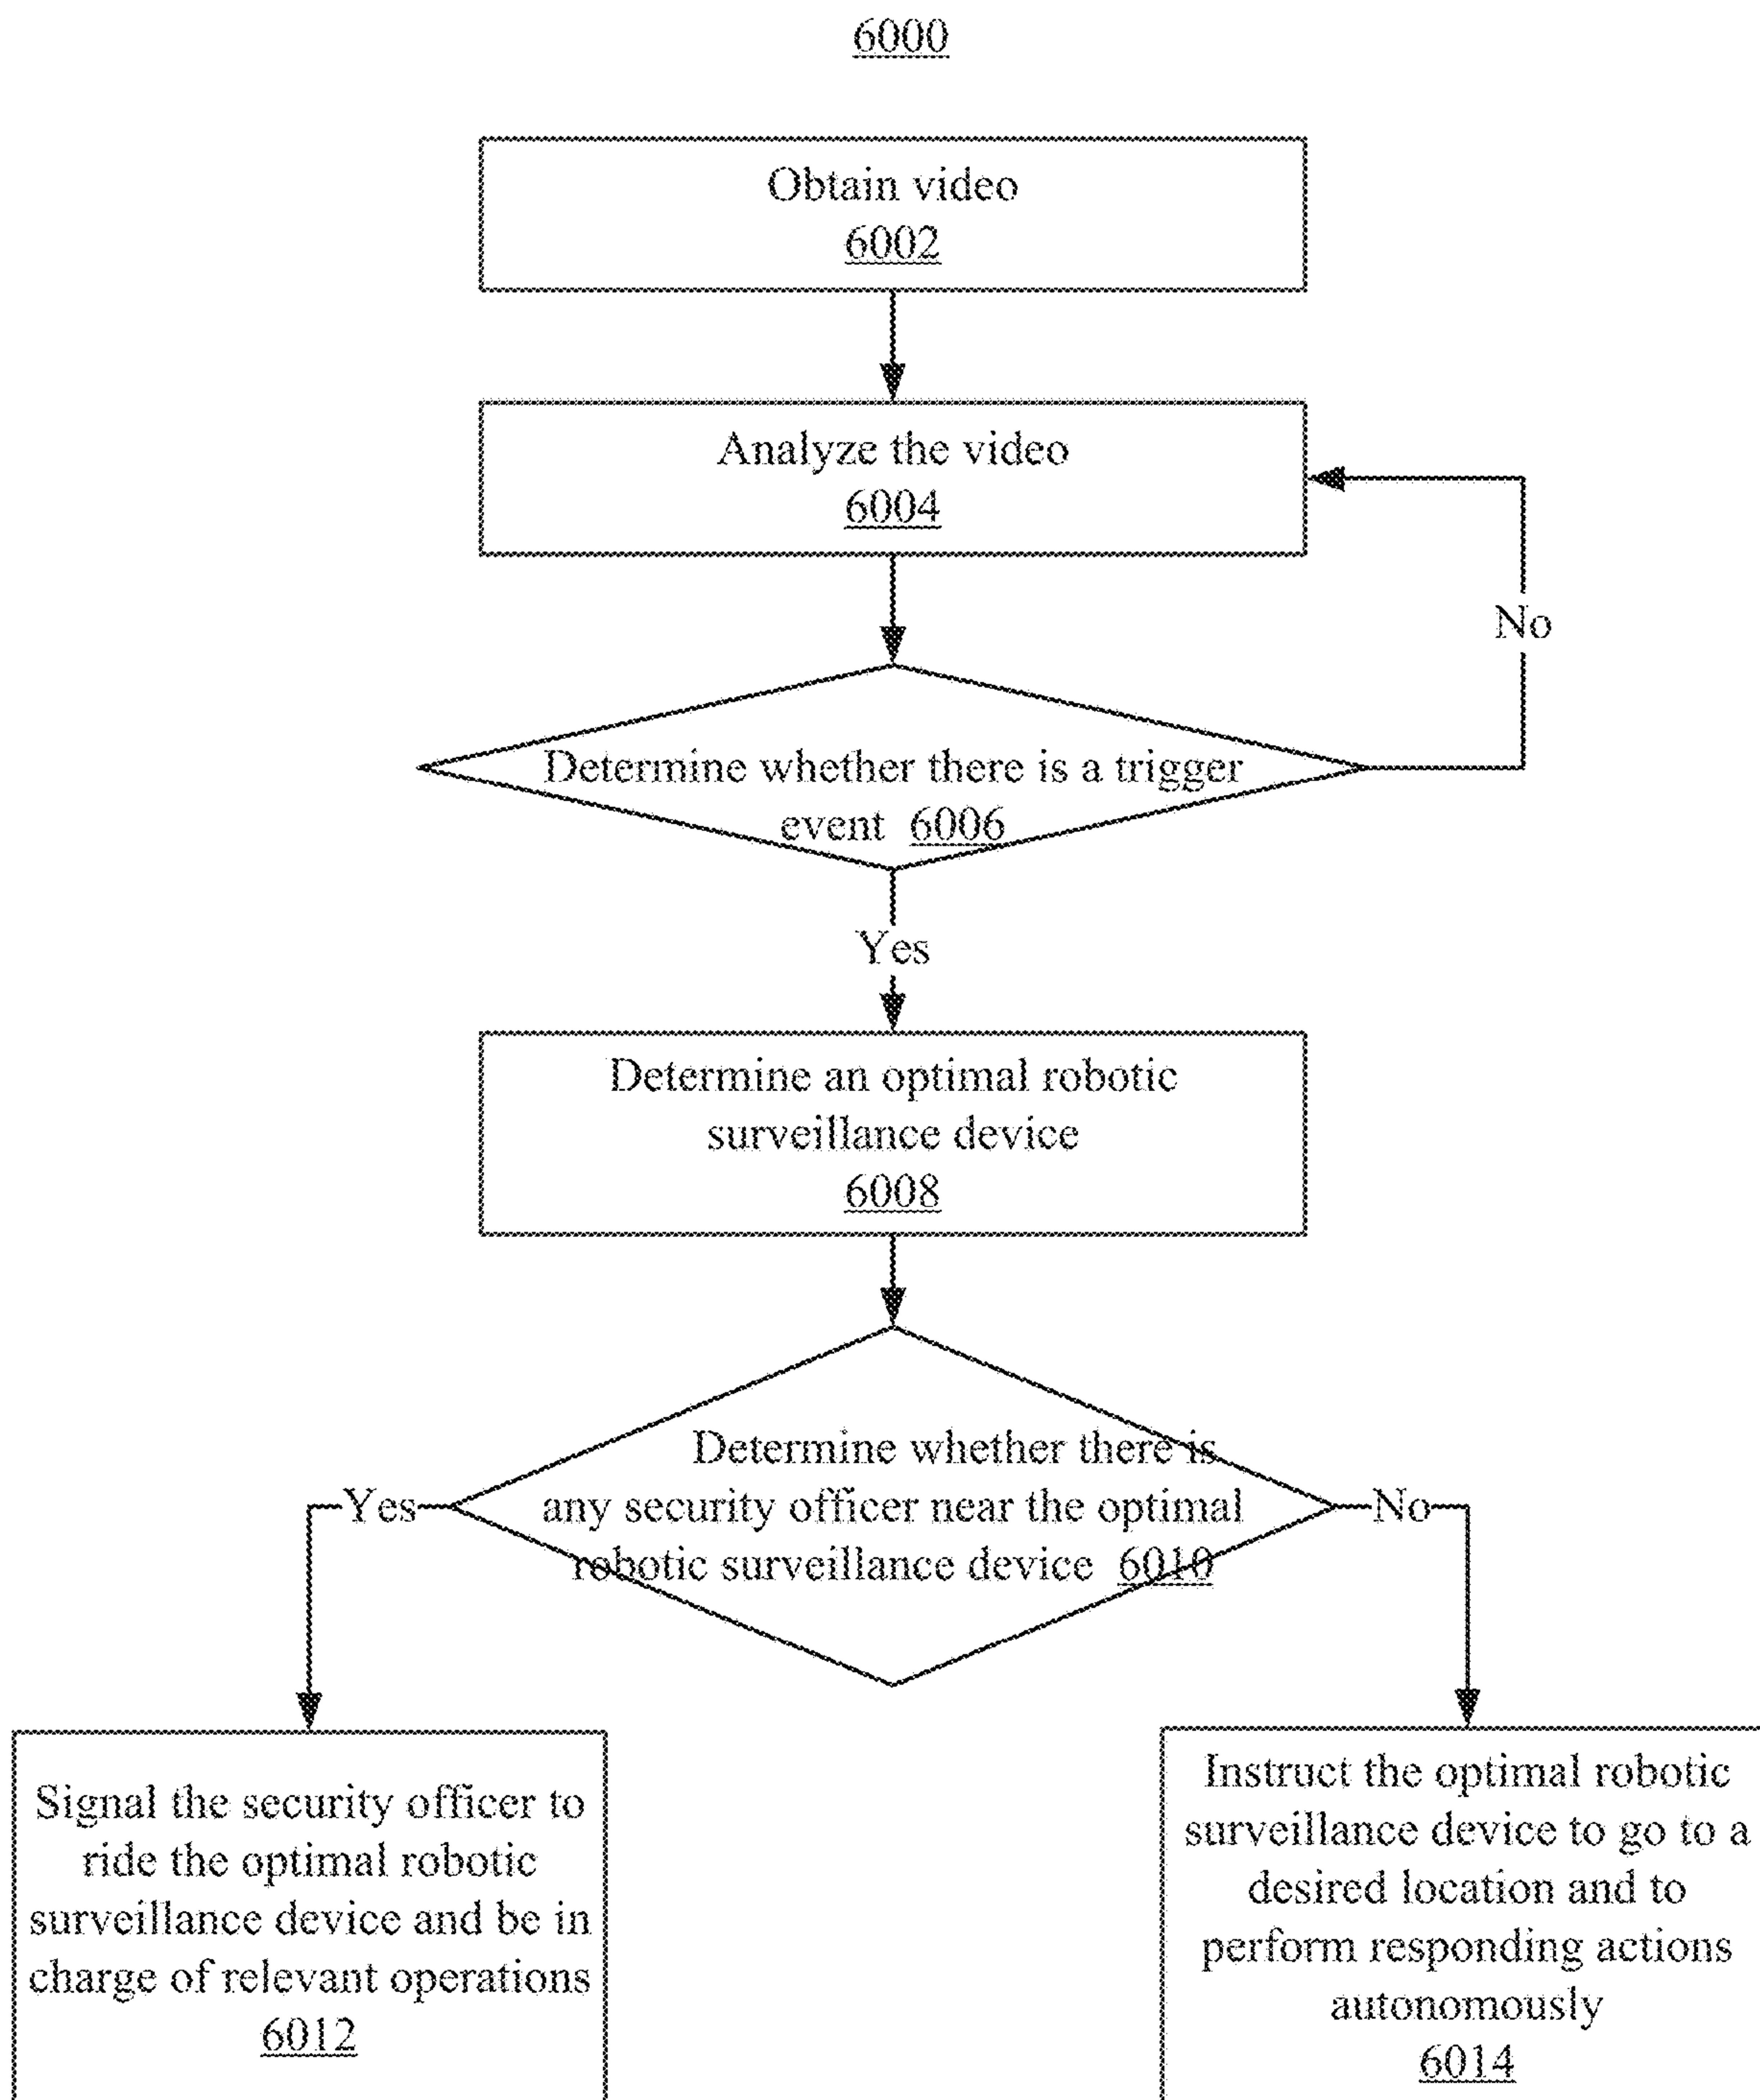 6000
Obtain video
6002
Analyze the video
6004
No
Determine whether there is a trigger
event 6006
Yes
Determine an optimal robotic
surveillance device
6008
Determine whether there is
any security officer near the optimal
robotic surveillance device 6010
Yes
No
Signal the security officer to
ride the optimal robotic
surveillance device and be in
charge of relevant operations
6012
Instruct the optimal robotic
surveillance device to go to a
desired location and to
perform responding actions
autonomously
6014